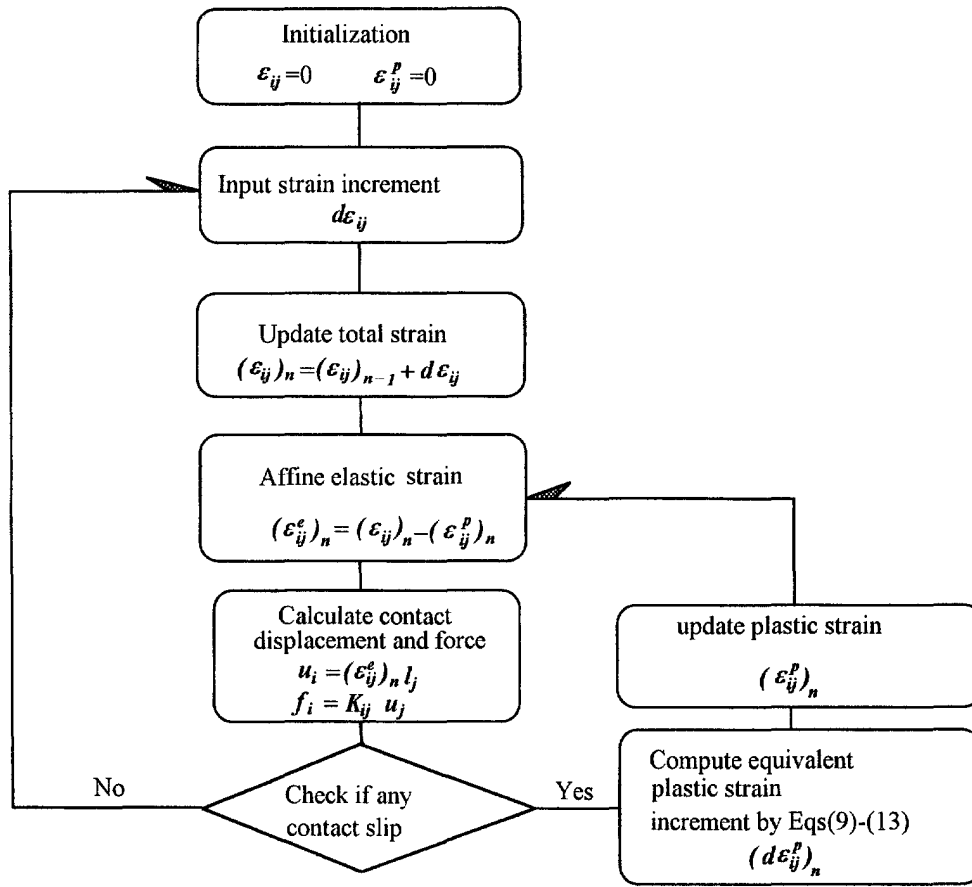 Initialization
ε_ij =0 ε^p_ij =0
Input strain increment
dε_ij
Update total strain
(ε_ij)_n=(ε_ij)_n-1 + dε_ij
Affine elastic strain
(ε^e_ij)_n = (ε_ij)_n–(ε^p_ij)_n
Calculate contact
displacement and force
u_i =(ε^e_ij)_n l_j
f_i = K_ij u_j
Check if any
contact slip
No
Yes
Compute equivalent
plastic strain
increment by Eqs(9)-(13)
(dε^p_ij)_n
update plastic strain
(ε^p_ij)_n